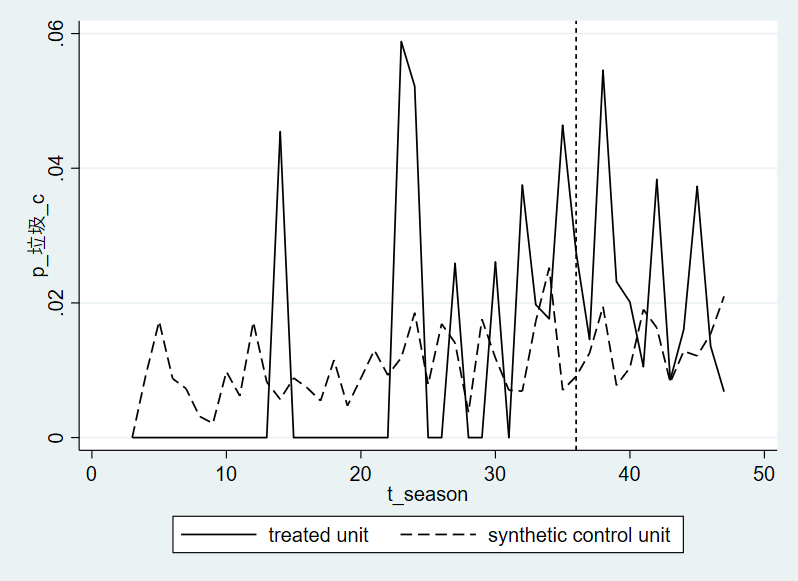 .06
.04
.02
0
p_垃圾_c
0 10 20 30 40 50
t_season
treated unit synthetic control unit